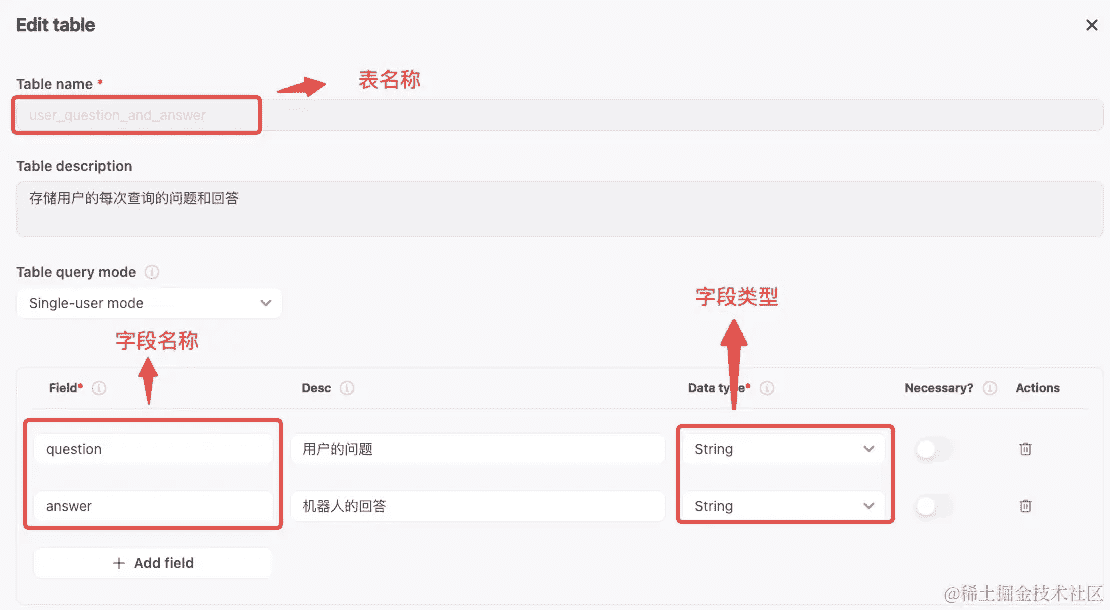 Edit table
Table name *
表名称
user_question_and_answer
Table description
存储用户的每次查询的问题和回答
Table query mode
Single-user mode
字段类型
字段名称
Field* Desc Data type* Necessary? Actions
question 用户的问题 String
answer 机器人的回答 String
+ Add field
@稀土掘金技术社区